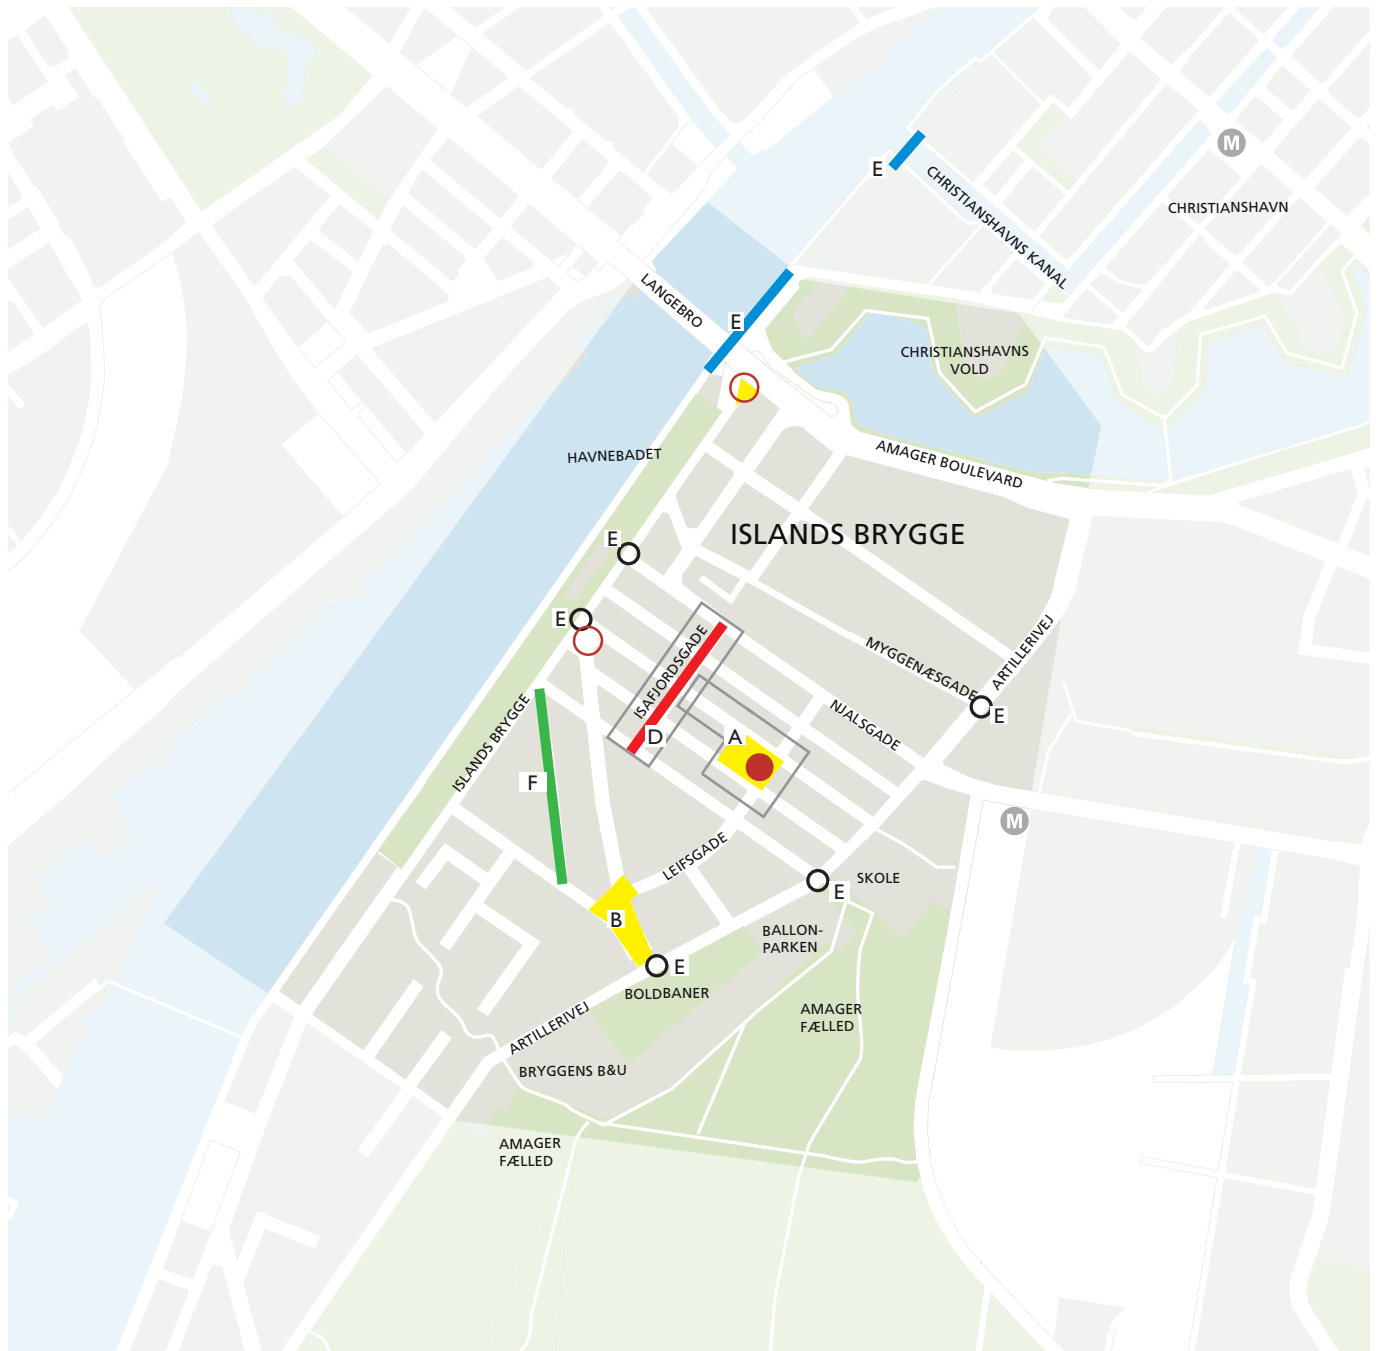 M
E
CHRISTIANSHAVNS KANAL
CHRISTIANSHAVN
LANGEBRO
E
CHRISTIANSHAVNS
VOLD
HAVNEBADET
AMAGER BOULEVARD
ISLANDS BRYGGE
E
E
ISAFJORDSGADE
MYGGENÆSGADE
ARTILLERIVEJ
E
NJALSGADE
D
A
ISLANDS BRYGGE
F
M
LEIFSGADE
SKOLE
E
B
BALLON-
PARKEN
E
BOLDBANER
AMAGER
FÆLLED
ARTILLERIVEJ
BRYGGENS B&U
AMAGER
FÆLLED